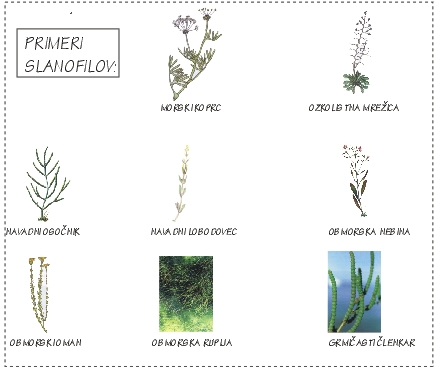 PRIMERI
SLANOFILOV:
MORSKI KOPRC
OZKOLISTNA MREŽICA
NAVADNI OSOČNIK
NAVADNI LOBODOVEC
OBMORSKA NEBINA
OBMORSKI OMAN
OBMORSKA RUPIJA
GRMIČASTI ČLENKAR